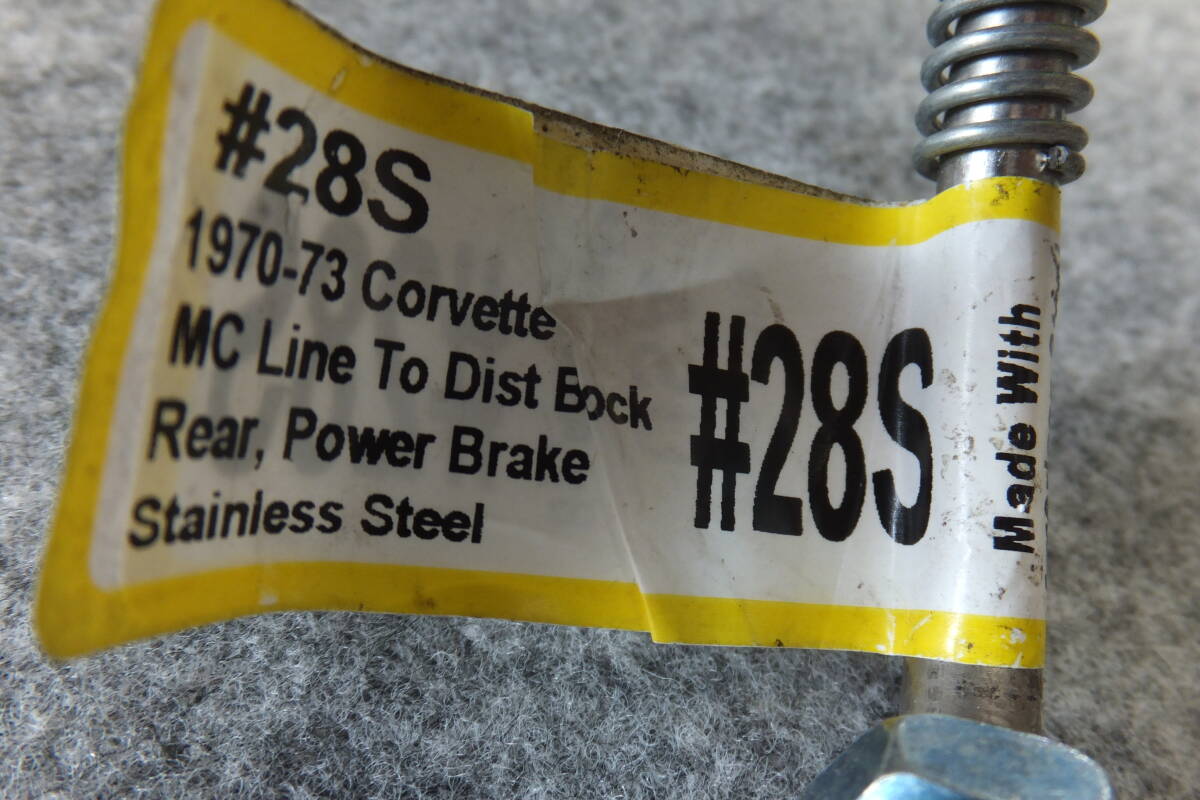 #28S
1970-73 Corvette
MC Line To Dist Bock
Rear, Power Brake
Stainless Steel
#28S
Made With